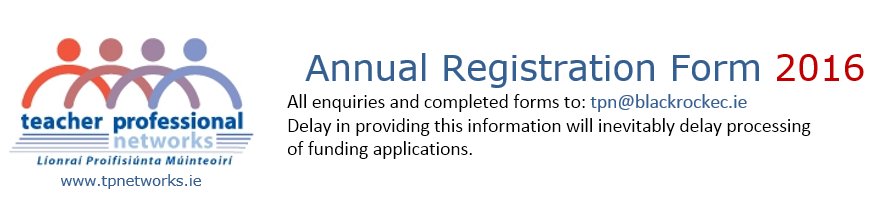 teacher professional
networks
Líonraí Proifisiúnta Múinteoirí
www.tpnetworks.ie
Annual Registration Form 2016
All enquiries and completed forms to: tpn@blackrockec.ie
Delay in providing this information will inevitably delay processing
of funding applications.